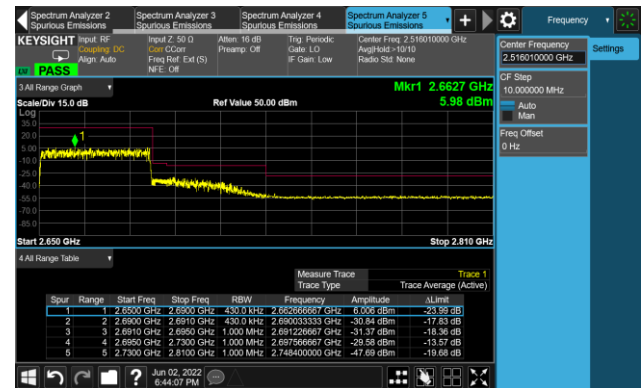 Spectrum Analyzer 2
Spurious Emissions
Spectrum Analyzer 3
Spurious Emissions
Spectrum Analyzer 4
Spurious Emissions
Spectrum Analyzer 5
Spurious Emissions
Frequency
KEYSIGHT
Input: RF
Coupling: DC
Align: Auto
Input Z: 50 Ω
Corr CCorr
Freq Ref: Ext (S)
NFE: Off
Atten: 16 dB
Preamp: Off
Trig: Periodic
Gate: LO
IF Gain: Low
Center Freq: 2.516010000 GHz
Avg|Hold:>10/10
Radio Std: None
PASS
Center Frequency
2.516010000 GHz
Settings
CF Step
10.000000 MHz
Auto
Man
Freq Offset
0 Hz
3 All Range Graph
Mkr1 2.6627 GHz
5.98 dBm
Scale/Div 15.0 dB
Ref Value 50.00 dBm
Log
35.0
20.0
5.00
-10.0
-25.0
-40.0
-55.0
-70.0
-85.0
1
Start 2.650 GHz
Stop 2.810 GHz
4 All Range Table
Measure Trace Trace 1
Trace Type Trace Average (Active)
Spur Range Start Freq Stop Freq RBW Frequency Amplitude ΔLimit
1 1 2.6500 GHz 2.6900 GHz 430.0 kHz 2.662666667 GHz 6.006 dBm -23.99 dB
2 2 2.6900 GHz 2.6910 GHz 430.0 kHz 2.690033333 GHz -30.84 dBm -17.83 dB
3 3 2.6910 GHz 2.6950 GHz 1.000 MHz 2.691226667 GHz -31.37 dBm -18.36 dB
4 4 2.6950 GHz 2.7300 GHz 1.000 MHz 2.697566667 GHz -29.58 dBm -13.57 dB
5 5 2.7300 GHz 2.8100 GHz 1.000 MHz 2.748400000 GHz -47.69 dBm -19.68 dB
Jun 02, 2022
6:44:07 PM